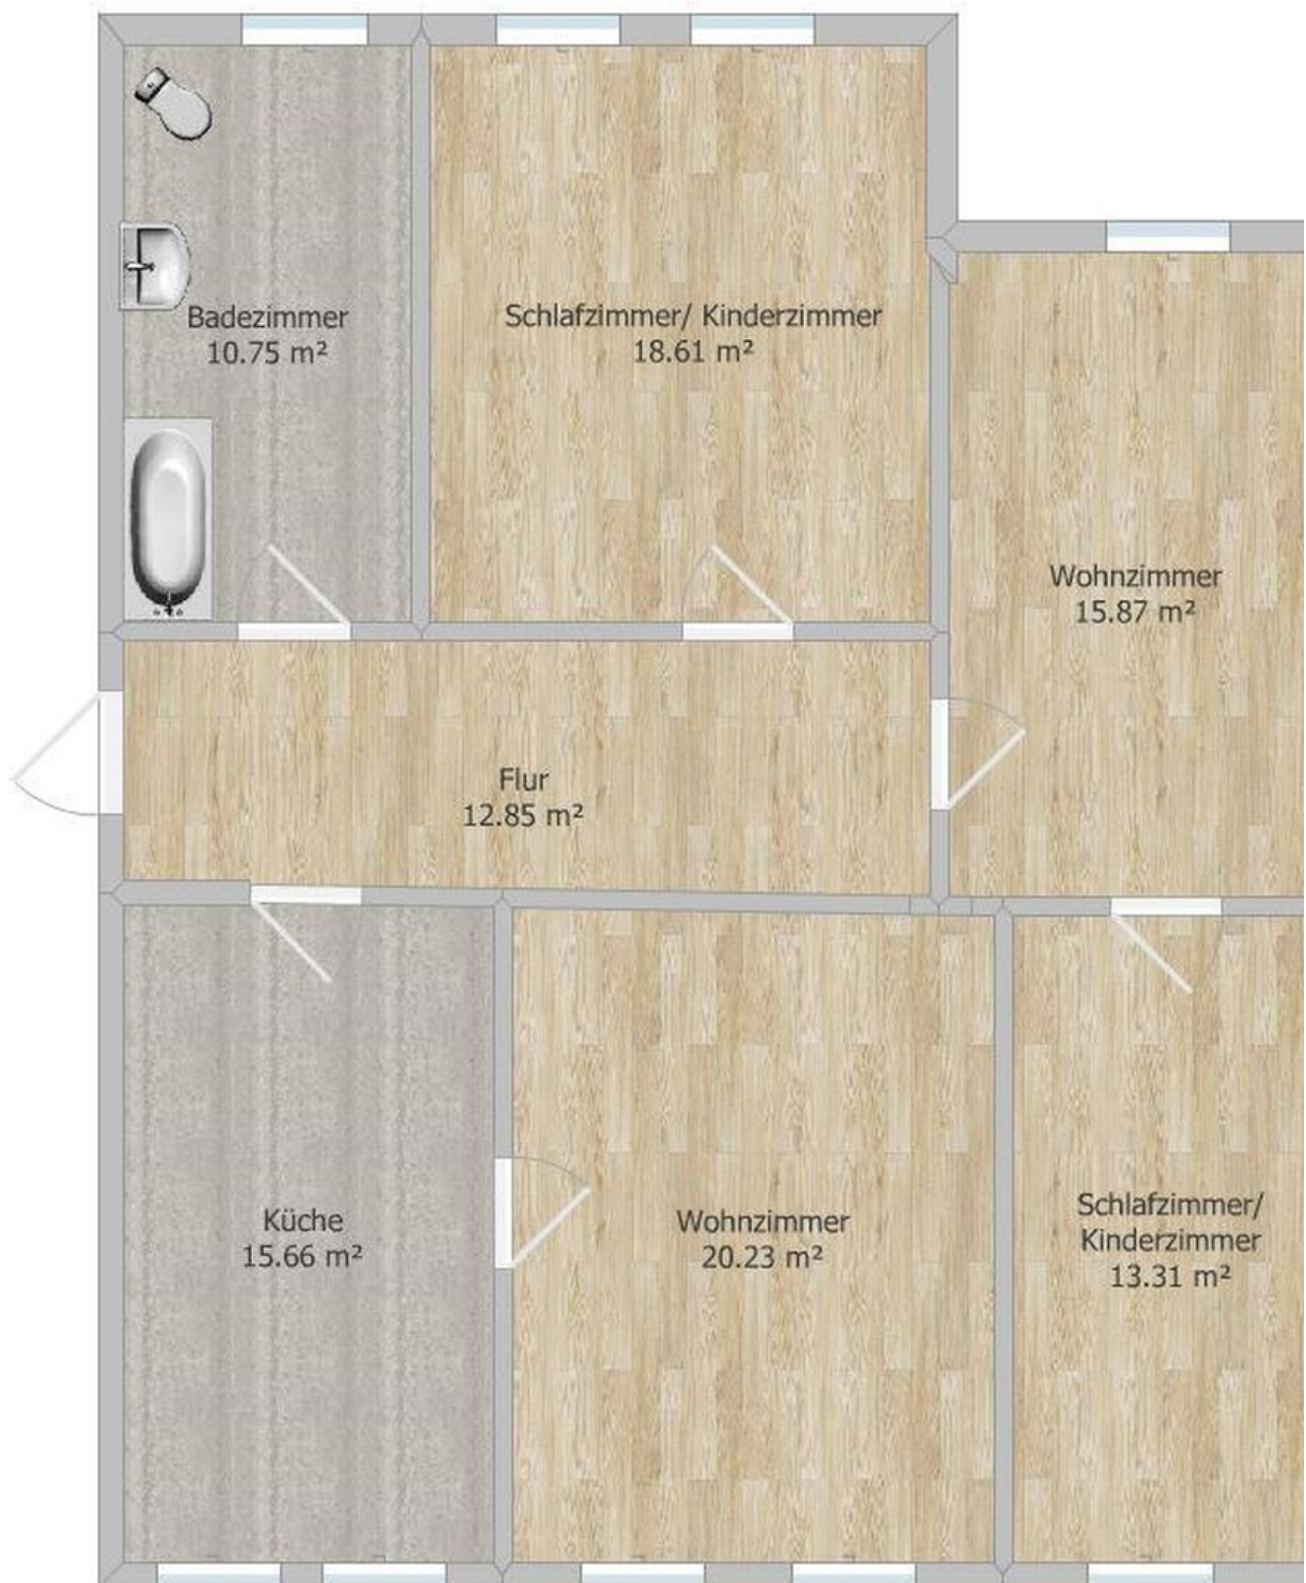 Badezimmer
10.75 m²
Schlafzimmer/ Kinderzimmer
18.61 m²
Wohnzimmer
15.87 m²
Flur
12.85 m²
Küche
15.66 m²
Wohnzimmer
20.23 m²
Schlafzimmer/
Kinderzimmer
13.31 m²